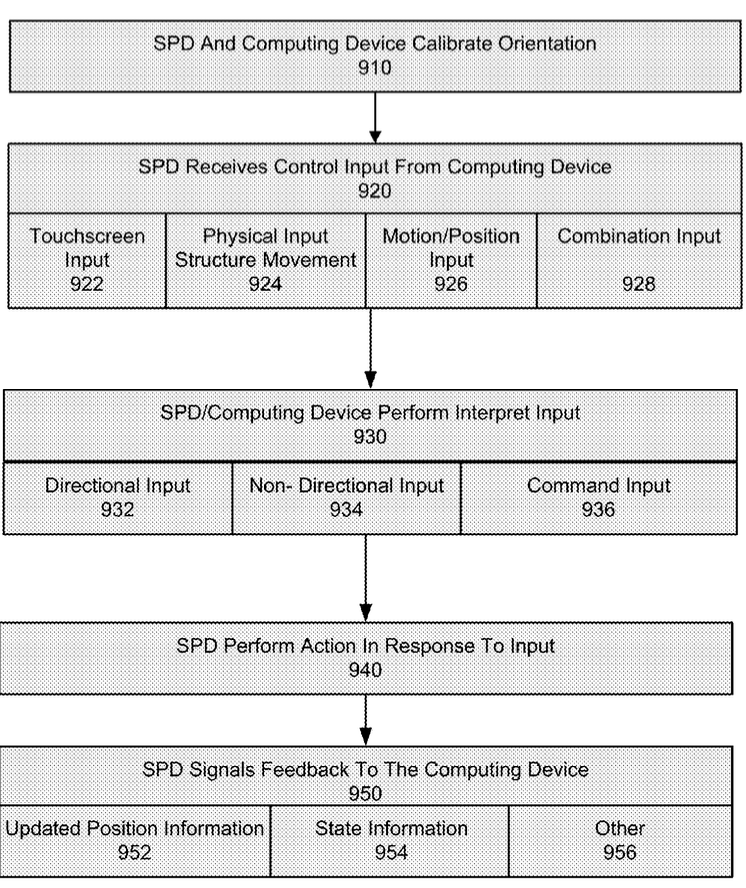 SPD And Computing Device Calibrate Orientation
910
SPD Receives Control Input From Computing Device
920
Touchscreen
Input
922
Physical Input
Structure Movement
924
Motion/Position
Input
926
Combination Input
928
SPD/Computing Device Perform Interpret Input
930
Directional Input
932
Non- Directional Input
934
Command Input
936
SPD Perform Action In Response To Input
940
SPD Signals Feedback To The Computing Device
950
Updated Position Information
952
State Information
954
Other
956